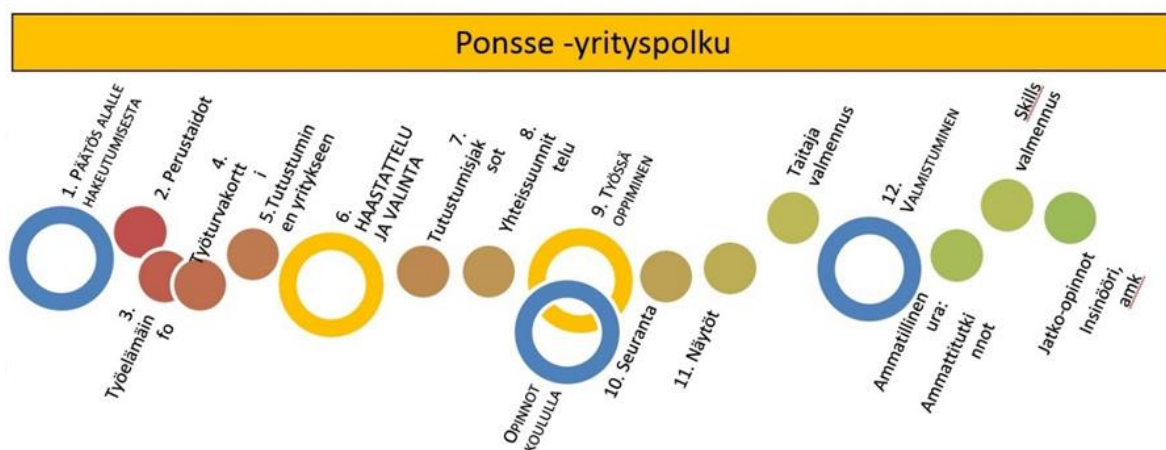 Ponsse -yrityspolku
1. PÄÄTÖS ALALLE
HAKEUTUMISESTA
2. Perustaidot
3.
Työelämäin
fo
4.
Työturvakortt
i
5.Tutustumin
en yritykseen
6.
HAASTATTELU
JA VALINTA
7.
Tutustumisjak
sot
8.
Yhteissuunnit
telu
9. TYÖSSÄ
OPPIMINEN
OPINNOT
KOULULLA
10. Seuranta
11. Näytöt
Taitaja
valmennus
12.
VALMISTUMINEN
Ammatillinen
ura:
Ammattitutki
nnot
Skills
valmennus
Jatko-opinnot
Insinööri,
amk